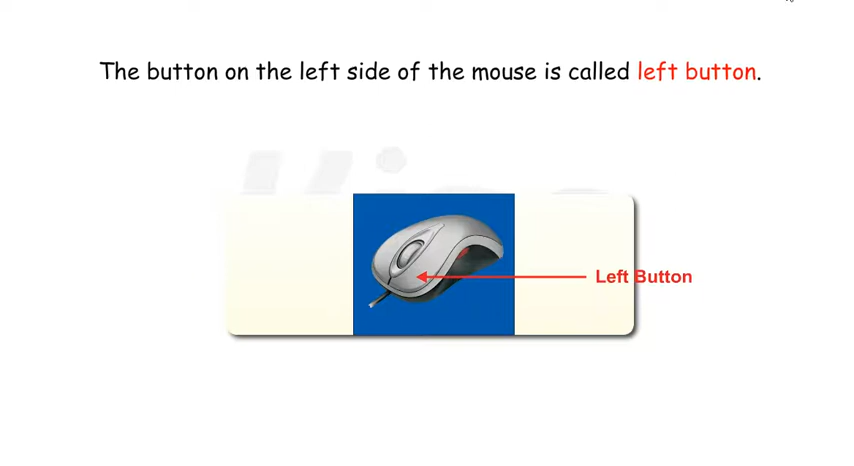 The button on the left side of the mouse is called left button.
Left Button